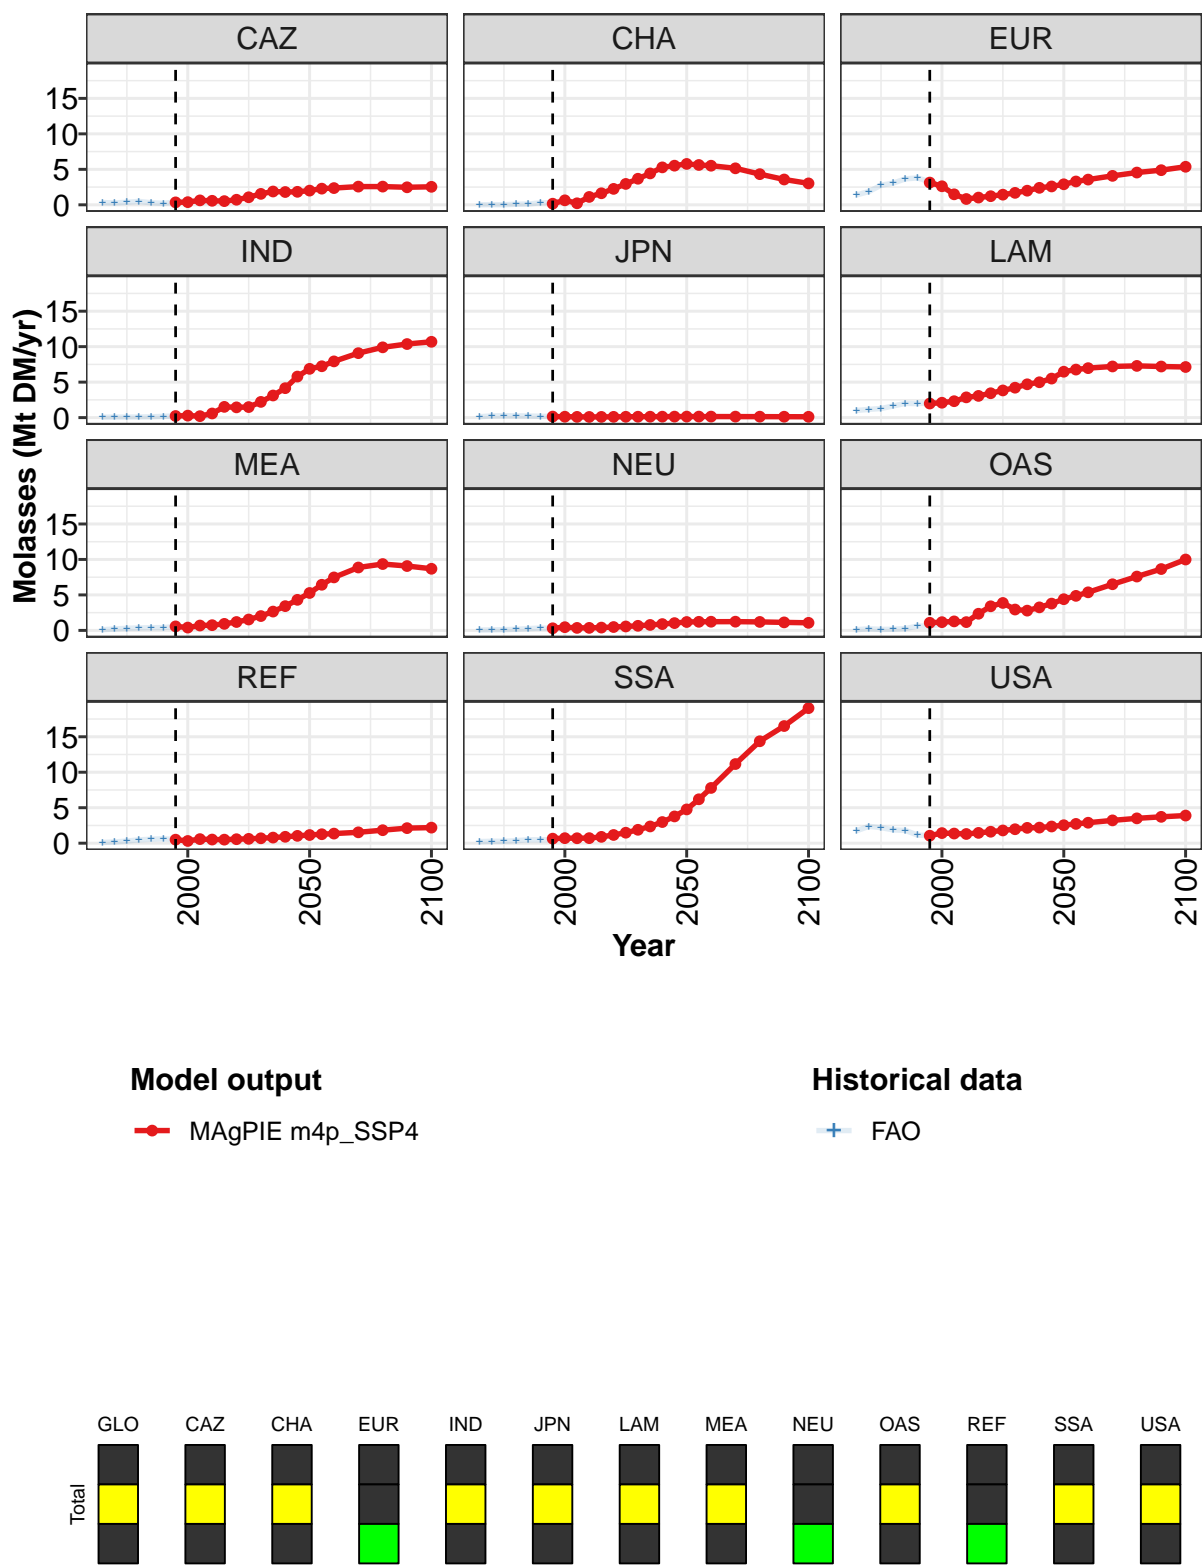 CAZ CHA EUR
15
10
5
0
IND JPN LAM
15
10
5
0
MEA NEU OAS
15
10
5
0
REF SSA USA
15
10
5
0
Molasses (Mt DM/yr)
2000 2050 2100 2000 2050 2100 2000 2050 2100
Year
Model output Historical data
MAgPIE m4p_SSP4 FAO
GLO CAZ CHA EUR IND JPN LAM MEA NEU OAS REF SSA USA
Total